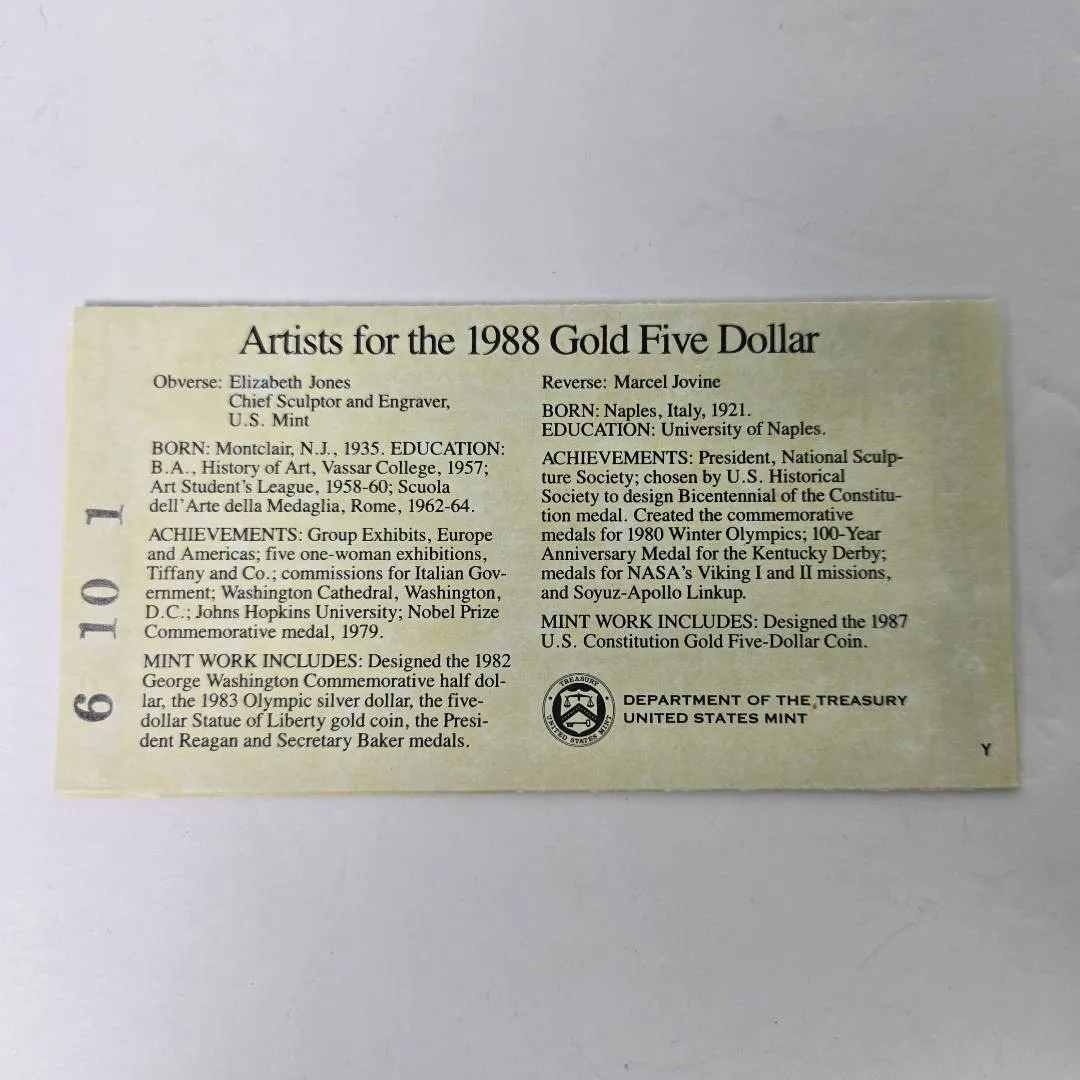 Artists for the 1988 Gold Five Dollar
Obverse: Elizabeth Jones
Chief Sculptor and Engraver,
U.S. Mint
BORN: Montclair, N.J., 1935. EDUCATION:
B.A., History of Art, Vassar College, 1957;
Art Student's League, 1958-60; Scuola
dell'Arte della Medaglia, Rome, 1962-64.
ACHIEVEMENTS: Group Exhibits, Europe
and Americas; five one-woman exhibitions,
Tiffany and Co.; commissions for Italian Gov-
ernment; Washington Cathedral, Washington,
D.C.; Johns Hopkins University; Nobel Prize
Commemorative medal, 1979.
MINT WORK INCLUDES: Designed the 1982
George Washington Commemorative half dol-
lar, the 1983 Olympic silver dollar, the five-
dollar Statue of Liberty gold coin, the Presi-
dent Reagan and Secretary Baker medals.
Reverse: Marcel Jovine
BORN: Naples, Italy, 1921.
EDUCATION: University of Naples.
ACHIEVEMENTS: President, National Sculp-
ture Society; chosen by U.S. Historical
Society to design Bicentennial of the Constitu-
tion medal. Created the commemorative
medals for 1980 Winter Olympics; 100-Year
Anniversary Medal for the Kentucky Derby;
medals for NASA's Viking I and II missions,
and Soyuz-Apollo Linkup.
MINT WORK INCLUDES: Designed the 1987
U.S. Constitution Gold Five-Dollar Coin.
TREASURY
UNITED STATES MINT
DEPARTMENT OF THE TREASURY
UNITED STATES MINT
Y
6 10 1